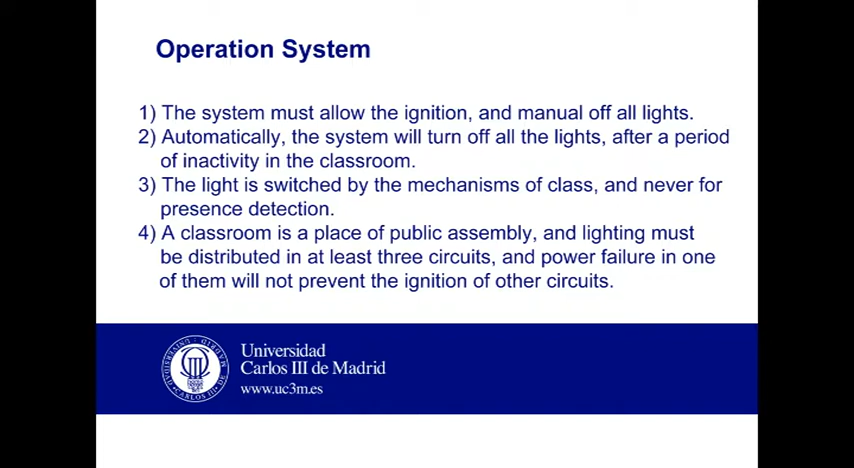 Operation System
1) The system must allow the ignition, and manual off all lights.
2) Automatically, the system will turn off all the lights, after a period
of inactivity in the classroom.
3) The light is switched by the mechanisms of class, and never for
presence detection.
4) A classroom is a place of public assembly, and lighting must
be distributed in at least three circuits, and power failure in one
of them will not prevent the ignition of other circuits.
Universidad
Carlos III de Madrid
www.uc3m.es